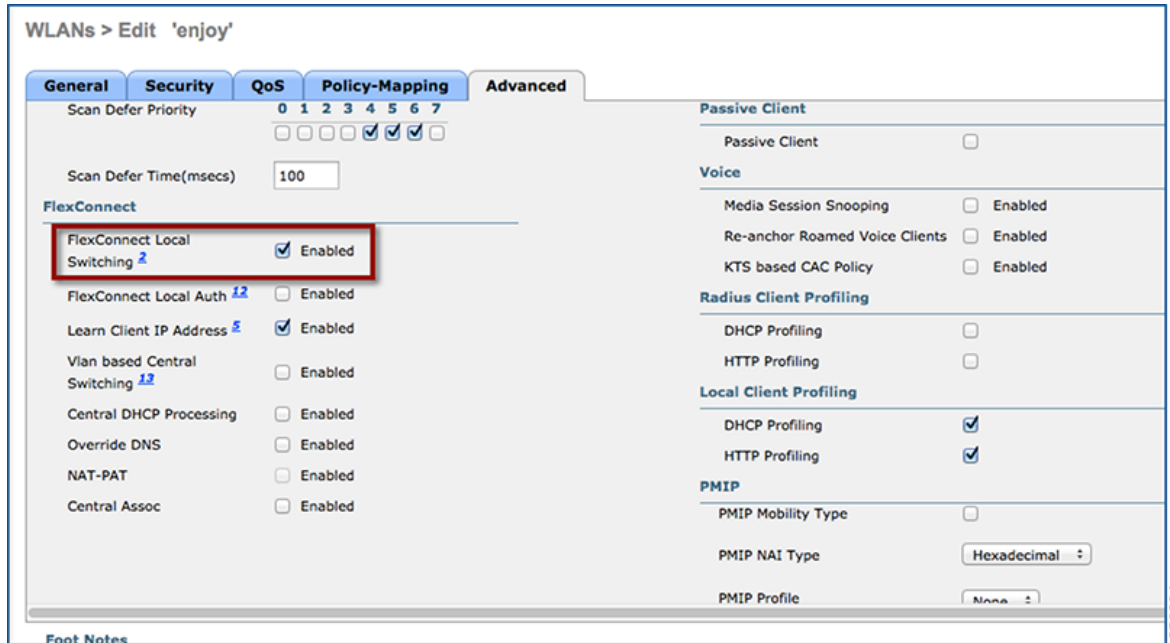 WLANs > Edit 'enjoy'
General Security QoS Policy-Mapping Advanced
Scan Defer Priority 0 1 2 3 4 5 6 7
Scan Defer Time(msecs) 100
FlexConnect
FlexConnect Local
Switching 2 Enabled
FlexConnect Local Auth 12 Enabled
Learn Client IP Address 5 Enabled
Vlan based Central
Switching 13 Enabled
Central DHCP Processing Enabled
Override DNS Enabled
NAT-PAT Enabled
Central Assoc Enabled
Passive Client
Passive Client
Voice
Media Session Snooping Enabled
Re-anchor Roamed Voice Clients Enabled
KTS based CAC Policy Enabled
Radius Client Profiling
DHCP Profiling
HTTP Profiling
Local Client Profiling
DHCP Profiling
HTTP Profiling
PMIP
PMIP Mobility Type
PMIP NAI Type Hexadecimal
PMIP Profile None
Foot Notes